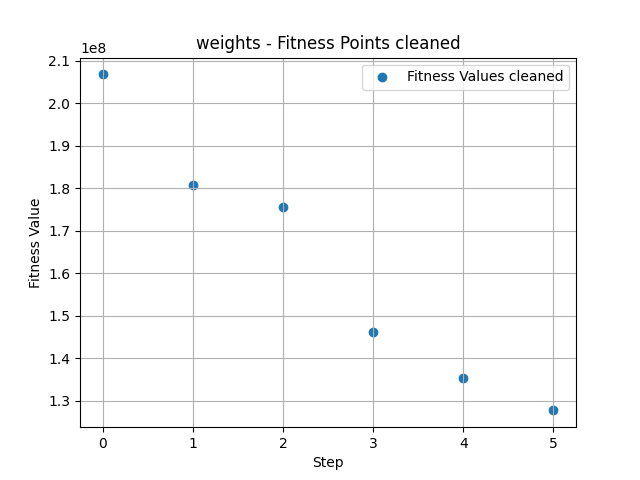 weights - Fitness Points cleaned
1e8
Fitness Values cleaned
2.1
2.0
1.9
1.8
1.7
1.6
1.5
1.4
1.3
Fitness Value
0 1 2 3 4 5
Step